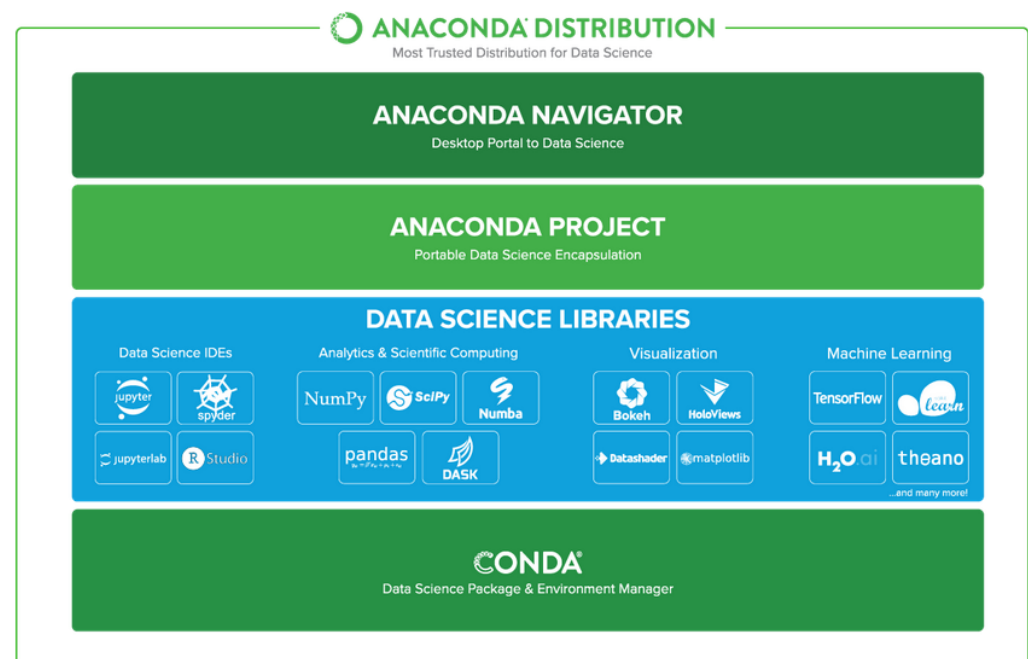 ANACONDA DISTRIBUTION
Most Trusted Distribution for Data Science
ANACONDA NAVIGATOR
Desktop Portal to Data Science
ANACONDA PROJECT
Portable Data Science Encapsulation
DATA SCIENCE LIBRARIES
Data Science IDEs
jupyter
spyder
jupyterlab
R Studio
Analytics & Scientific Computing
NumPy
SciPy
Numba
pandas
DASK
Visualization
Bokeh
HoloViews
Datashader
matplotlib
Machine Learning
TensorFlow
learn
H₂O.ai
theano
...and many more!
CONDA®
Data Science Package & Environment Manager